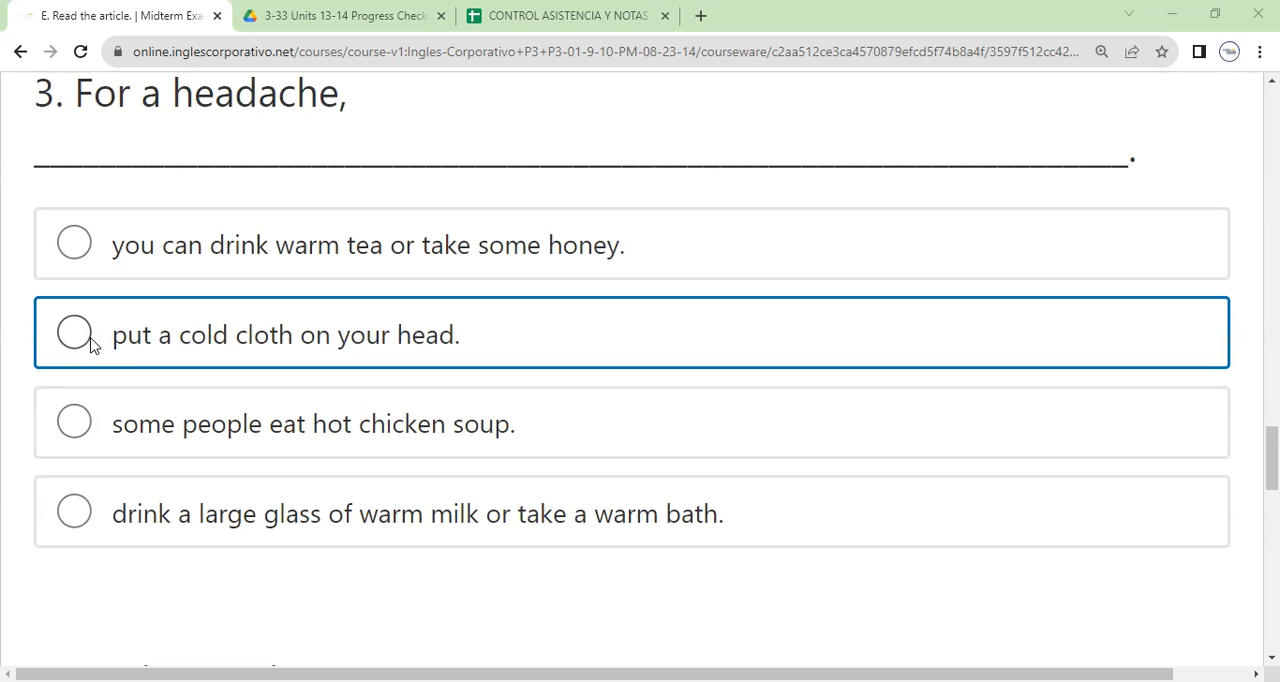 E. Read the article. | Midterm Exa
3-33 Units 13-14 Progress Check
CONTROL ASISTENCIA Y NOTAS
online.inglescorporativo.net/courses/course-v1:Ingles-Corporativo+P3+P3-01-9-10-PM-08-23-14/courseware/c2aa512ce3ca4570879efcd5f74b8a4f/3597f512cc42...
3. For a headache,
______________________________.
you can drink warm tea or take some honey.
put a cold cloth on your head.
some people eat hot chicken soup.
drink a large glass of warm milk or take a warm bath.